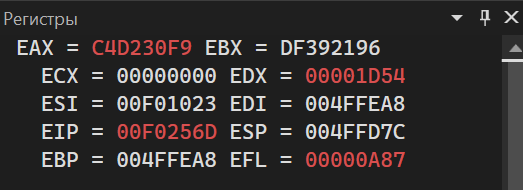 Регистры
EAX = C4D230F9 EBX = DF392196
ECX = 00000000 EDX = 00001D54
ESI = 00F01023 EDI = 004FFEA8
EIP = 00F0256D ESP = 004FFD7C
EBP = 004FFEA8 EFL = 00000A87